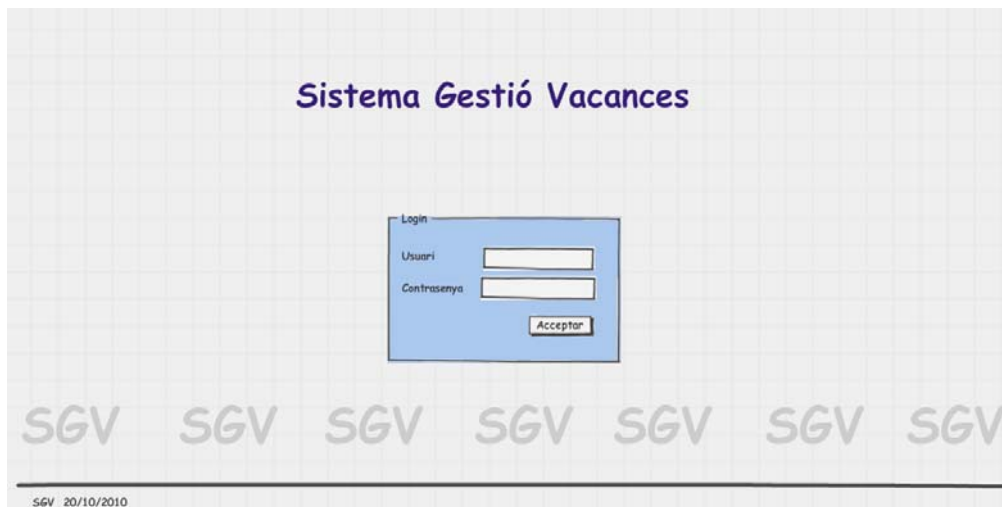 Sistema Gestió Vacances
Login
Usuari
Contrasenya
Acceptar
SGV SGV SGV SGV SGV SGV SGV
SGV 20/10/2010